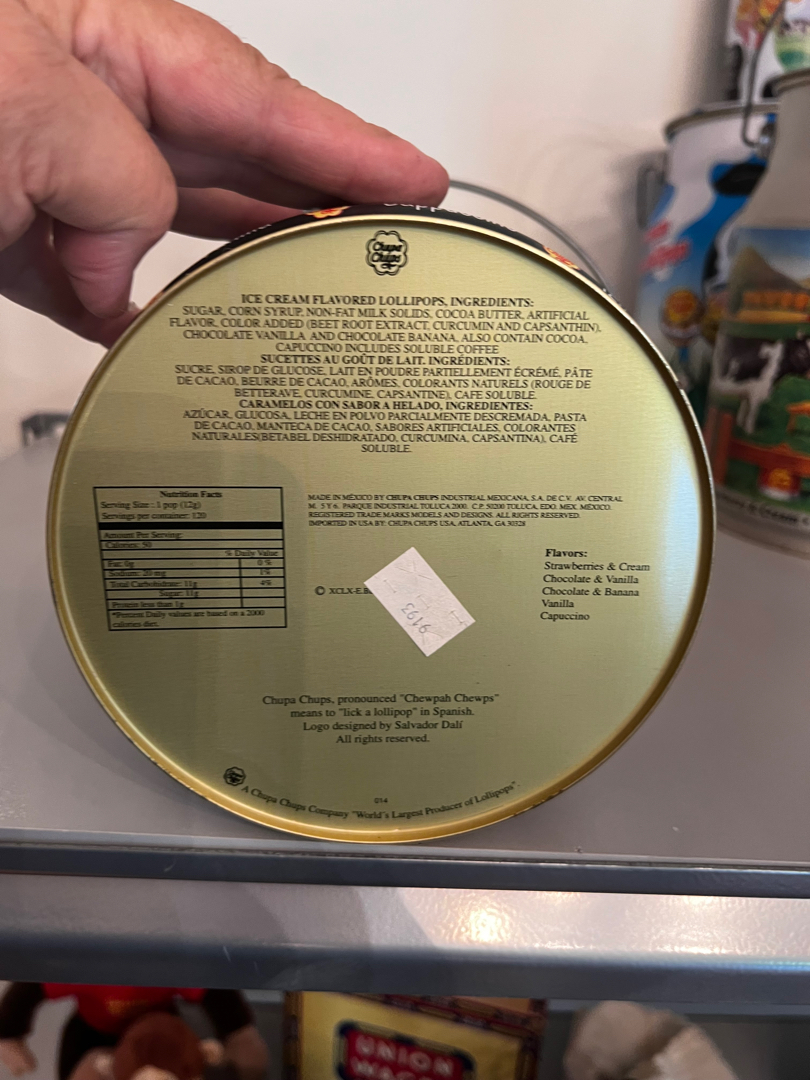 Cappuccino
Chupa
Chups
ICE CREAM FLAVORED LOLLIPOPS, INGREDIENTS:
SUGAR, CORN SYRUP, NON-FAT MILK SOLIDS, COCOA BUTTER, ARTIFICIAL
FLAVOR, COLOR ADDED (BEET ROOT EXTRACT, CURCUMIN AND CAPSANTHIN).
CHOCOLATE VANILLA AND CHOCOLATE BANANA, ALSO CONTAIN COCOA.
CAPUCCINO INCLUDES SOLUBLE COFFEE
SUCETTES AU GOÛT DE LAIT. INGRÉDIENTS:
SUCRE, SIROP DE GLUCOSE, LAIT EN POUDRE PARTIELLEMENT ÉCRÉMÉ, PÂTE
DE CACAO, BEURRE DE CACAO, ARÔMES, COLORANTS NATURELS (ROUGE DE
BETTERAVE, CURCUMINE, CAPSANTINE), CAFE SOLUBLE.
CARAMELOS CON SABOR A HELADO, INGREDIENTES:
AZÚCAR, GLUCOSA, LECHE EN POLVO PARCIALMENTE DESCREMADA, PASTA
DE CACAO, MANTECA DE CACAO, SABORES ARTIFICIALES, COLORANTES
NATURALES(BETABEL DESHIDRATADO, CURCUMINA, CAPSANTINA), CAFÉ
SOLUBLE.
Nutrition Facts
Serving Size : 1 pop (12g)
Servings per container: 120
Amount Per Serving:
Calories: 50
% Daily Value
Fat: 0g 0 %
Sodium: 20 mg 1%
Total Carbohydrate: 11g 4%
Sugar: 11g
Protein less than 1g
*Percent Daily values are based on a 2000
calories diet.
MADE IN MÉXICO BY CHUPA CHUPS INDUSTRIAL MEXICANA, S.A. DE C.V. AV. CENTRAL
M. 5 Y 6. PARQUE INDUSTRIAL TOLUCA 2000. C.P. 50200 TOLUCA, EDO. MEX. MÉXICO.
REGISTERED TRADE MARKS MODELS AND DESIGNS. ALL RIGHTS RESERVED.
IMPORTED IN USA BY: CHUPA CHUPS USA, ATLANTA, GA 30328
© XCLX-E.
Flavors:
Strawberries & Cream
Chocolate & Vanilla
Chocolate & Banana
Vanilla
Capuccino
Chupa Chups, pronounced "Chewpah Chewps"
means to "lick a lollipop" in Spanish.
Logo designed by Salvador Dalí
All rights reserved.
014
A Chupa Chups Company "World's Largest Producer of Lollipops".
UNION